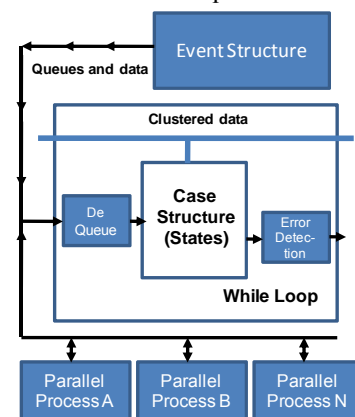 Event Structure
Queues and data
Clustered data
De
Queue
Case
Structure
(States)
Error
Detec-
tion
While Loop
Parallel
Process A
Parallel
Process B
Parallel
Process N